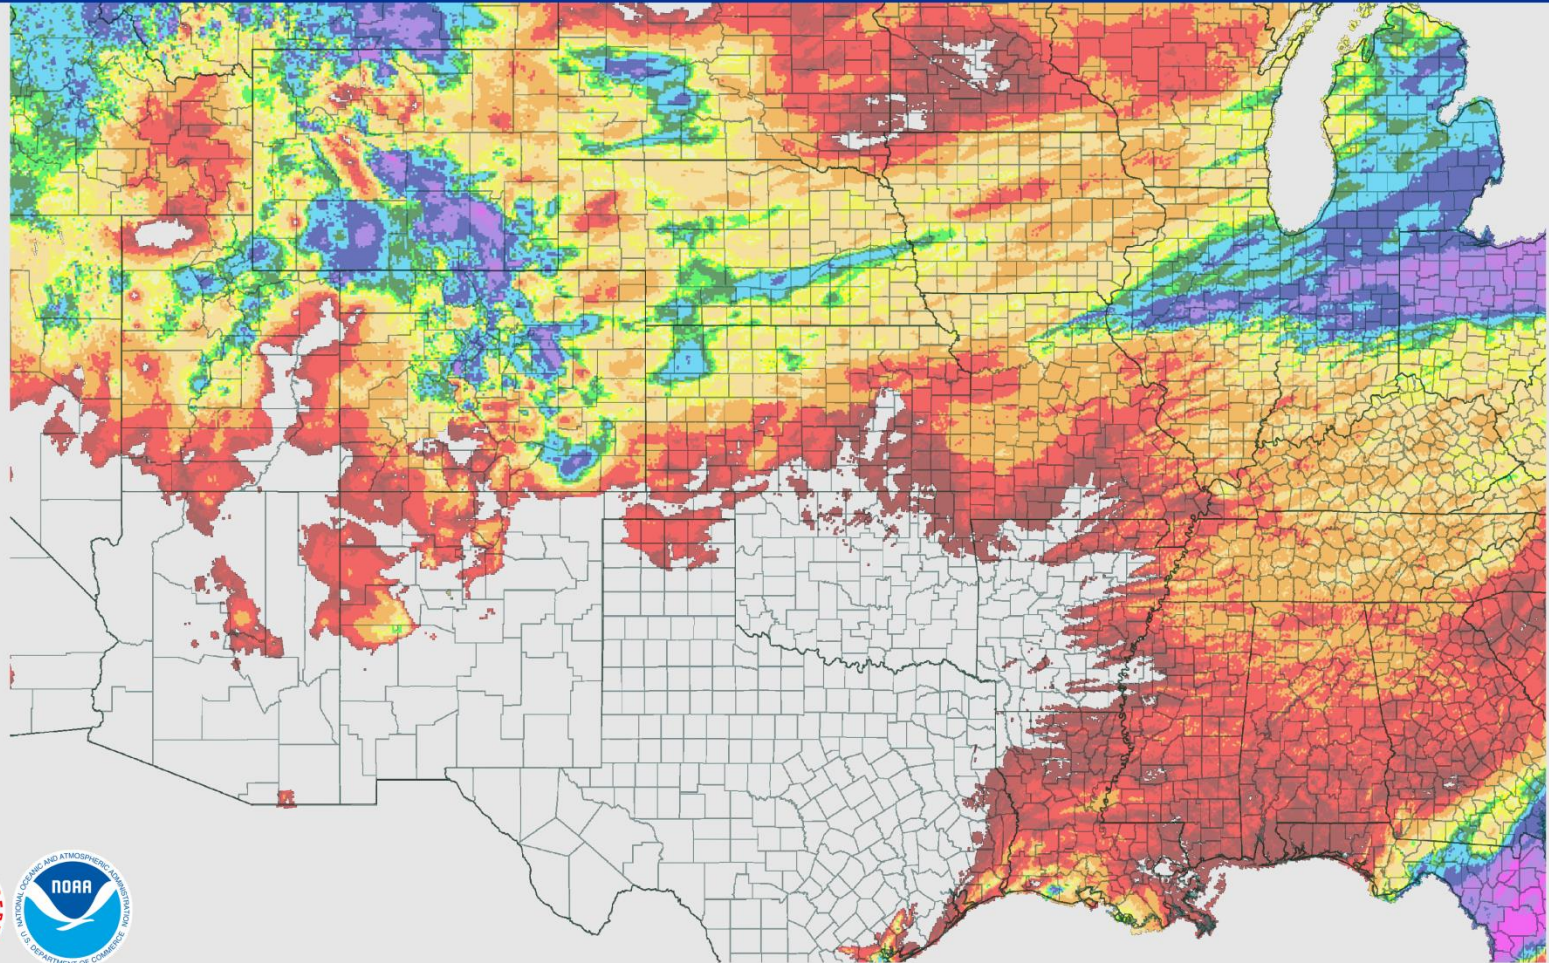 NATIONAL OCEANIC AND ATMOSPHERIC ADMINISTRATION
NOAA
U.S. DEPARTMENT OF COMMERCE